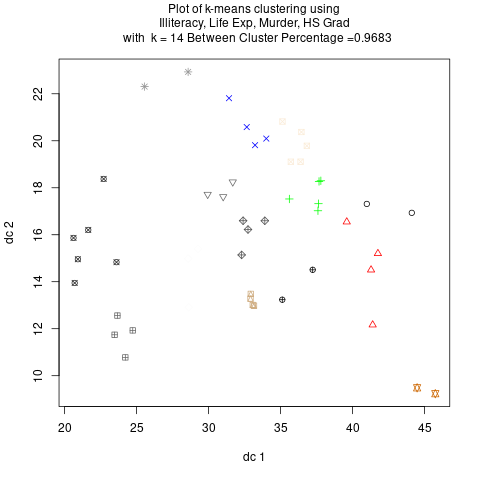 Plot of k-means clustering using
Illiteracy, Life Exp, Murder, HS Grad
with k = 14 Between Cluster Percentage =0.9683
22
20
18
16
14
12
10
dc 2
20 25 30 35 40 45
dc 1